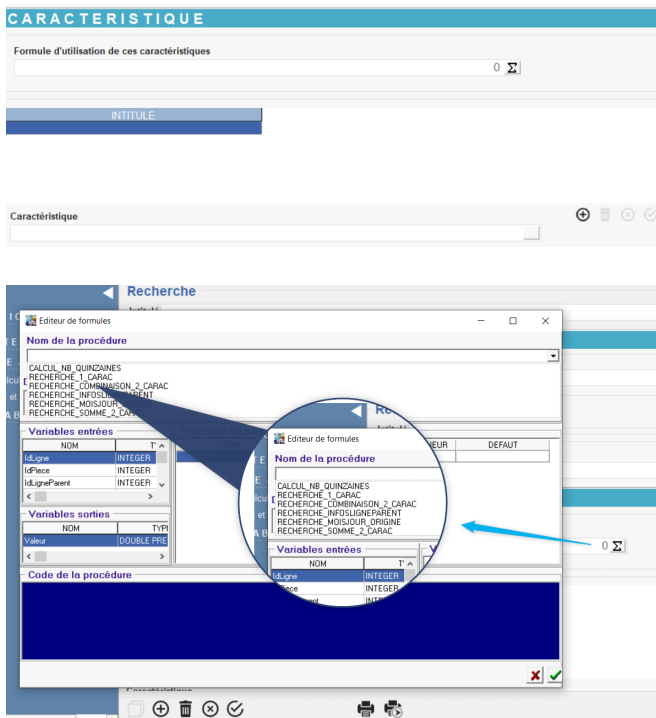 CARACTERISTIQUE
Formule d'utilisation de ces caractéristiques
0 Σ
INTITULE
Caractéristique
Recherche
Editeur de formules
Nom de la procédure
CALCUL_NB_QUINZAINES
RECHERCHE_1_CARAC
RECHERCHE_COMBINAISON_2_CARAC
RECHERCHE_INFOSLIGNEPARENT
RECHERCHE_MOISJOUR_ORIGINE
RECHERCHE_SOMME_2_CARAC
Variables entrées
NOM
IdLigne INTEGER
IdPiece INTEGER
IdLigneParent INTEGER
Variables sorties
NOM TYPE
Valeur DOUBLE PRE
DEFAUT
Editeur de formules
Nom de la procédure
CALCUL_NB_QUINZAINES
RECHERCHE_1_CARAC
RECHERCHE_COMBINAISON_2_CARAC
RECHERCHE_INFOSLIGNEPARENT
RECHERCHE_MOISJOUR_ORIGINE
RECHERCHE_SOMME_2_CARAC
Variables entrées
NOM
IdLigne INTEGER
INTEGER
0 Σ
Code de la procédure